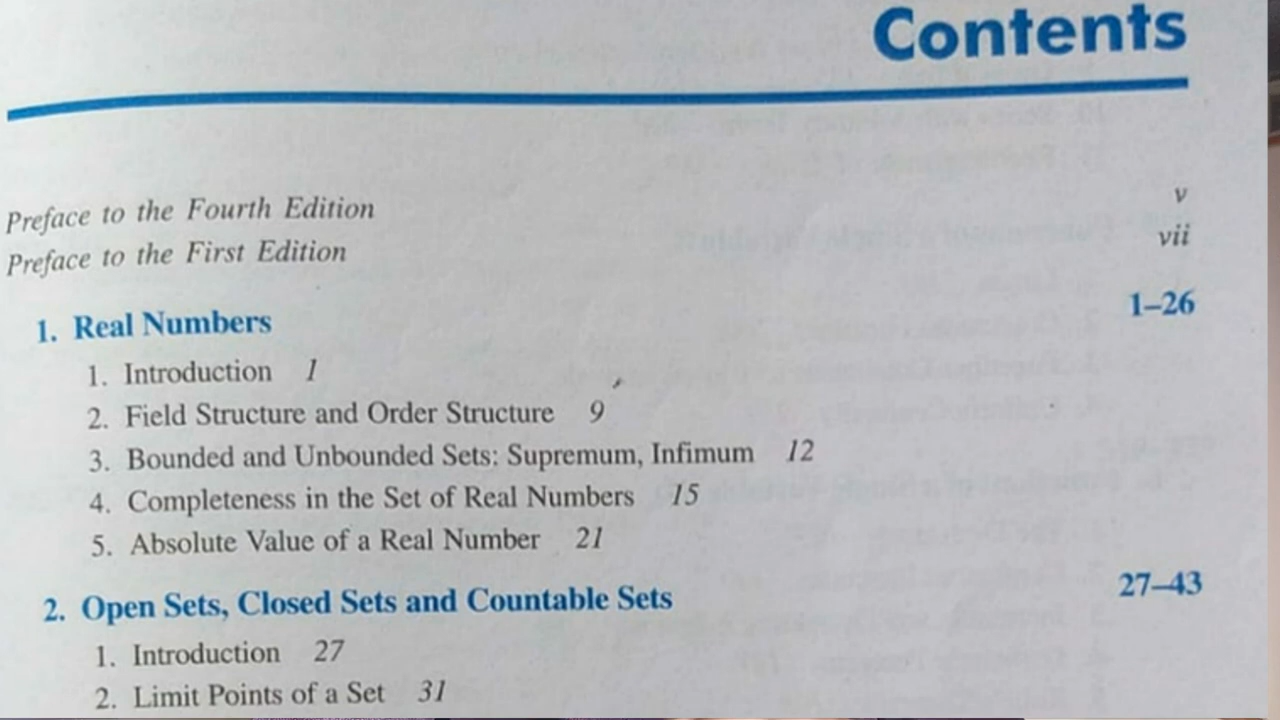 Contents
Preface to the Fourth Edition v
Preface to the First Edition vii
1. Real Numbers 1–26
1. Introduction 1
2. Field Structure and Order Structure 9
3. Bounded and Unbounded Sets: Supremum, Infimum 12
4. Completeness in the Set of Real Numbers 15
5. Absolute Value of a Real Number 21
2. Open Sets, Closed Sets and Countable Sets 27–43
1. Introduction 27
2. Limit Points of a Set 31